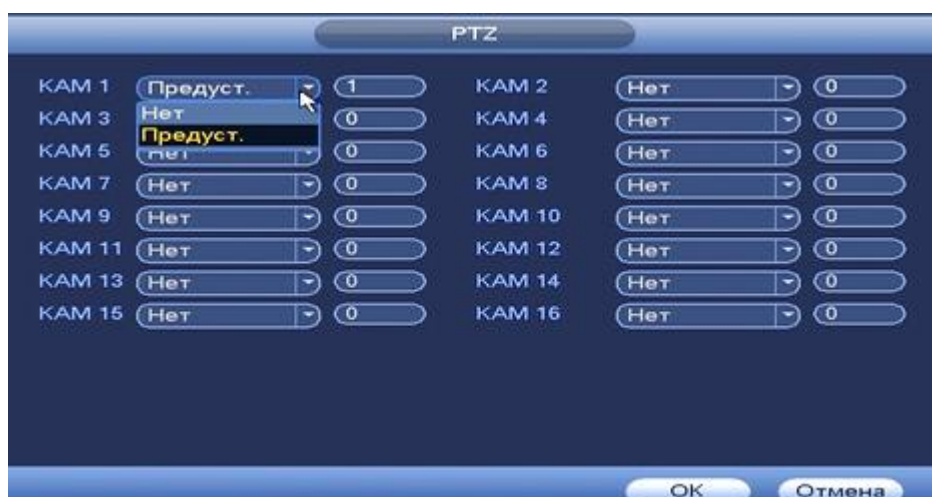 PTZ
КАМ 1 Предуст. 1 КАМ 2 Нет 0
КАМ 3 Нет 0 КАМ 4 Нет 0
Предуст.
КАМ 5 Нет 0 КАМ 6 Нет 0
КАМ 7 Нет 0 КАМ 8 Нет 0
КАМ 9 Нет 0 КАМ 10 Нет 0
КАМ 11 Нет 0 КАМ 12 Нет 0
КАМ 13 Нет 0 КАМ 14 Нет 0
КАМ 15 Нет 0 КАМ 16 Нет 0
ОК Отмена